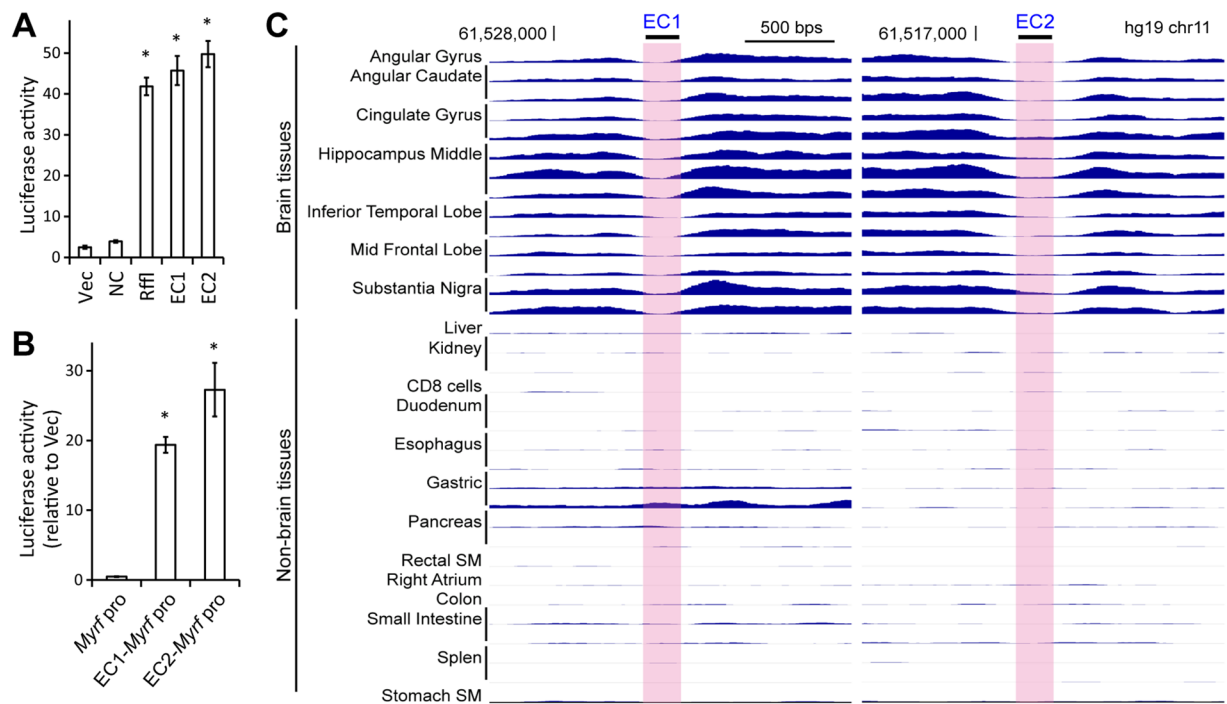 A
Luciferase activity
50
40
30
20
10
0
*
*
*
Vec
NC
Rffl
EC1
EC2
B
Luciferase activity
(relative to Vec)
30
20
10
0
*
*
Myrf pro
EC1-Myrf pro
EC2-Myrf pro
C
61,528,000
EC1
500 bps
61,517,000
EC2
hg19 chr11
Brain tissues
Angular Gyrus
Angular Caudate
Cingulate Gyrus
Hippocampus Middle
Inferior Temporal Lobe
Mid Frontal Lobe
Substantia Nigra
Non-brain tissues
Liver
Kidney
CD8 cells
Duodenum
Esophagus
Gastric
Pancreas
Rectal SM
Right Atrium
Colon
Small Intestine
Splen
Stomach SM